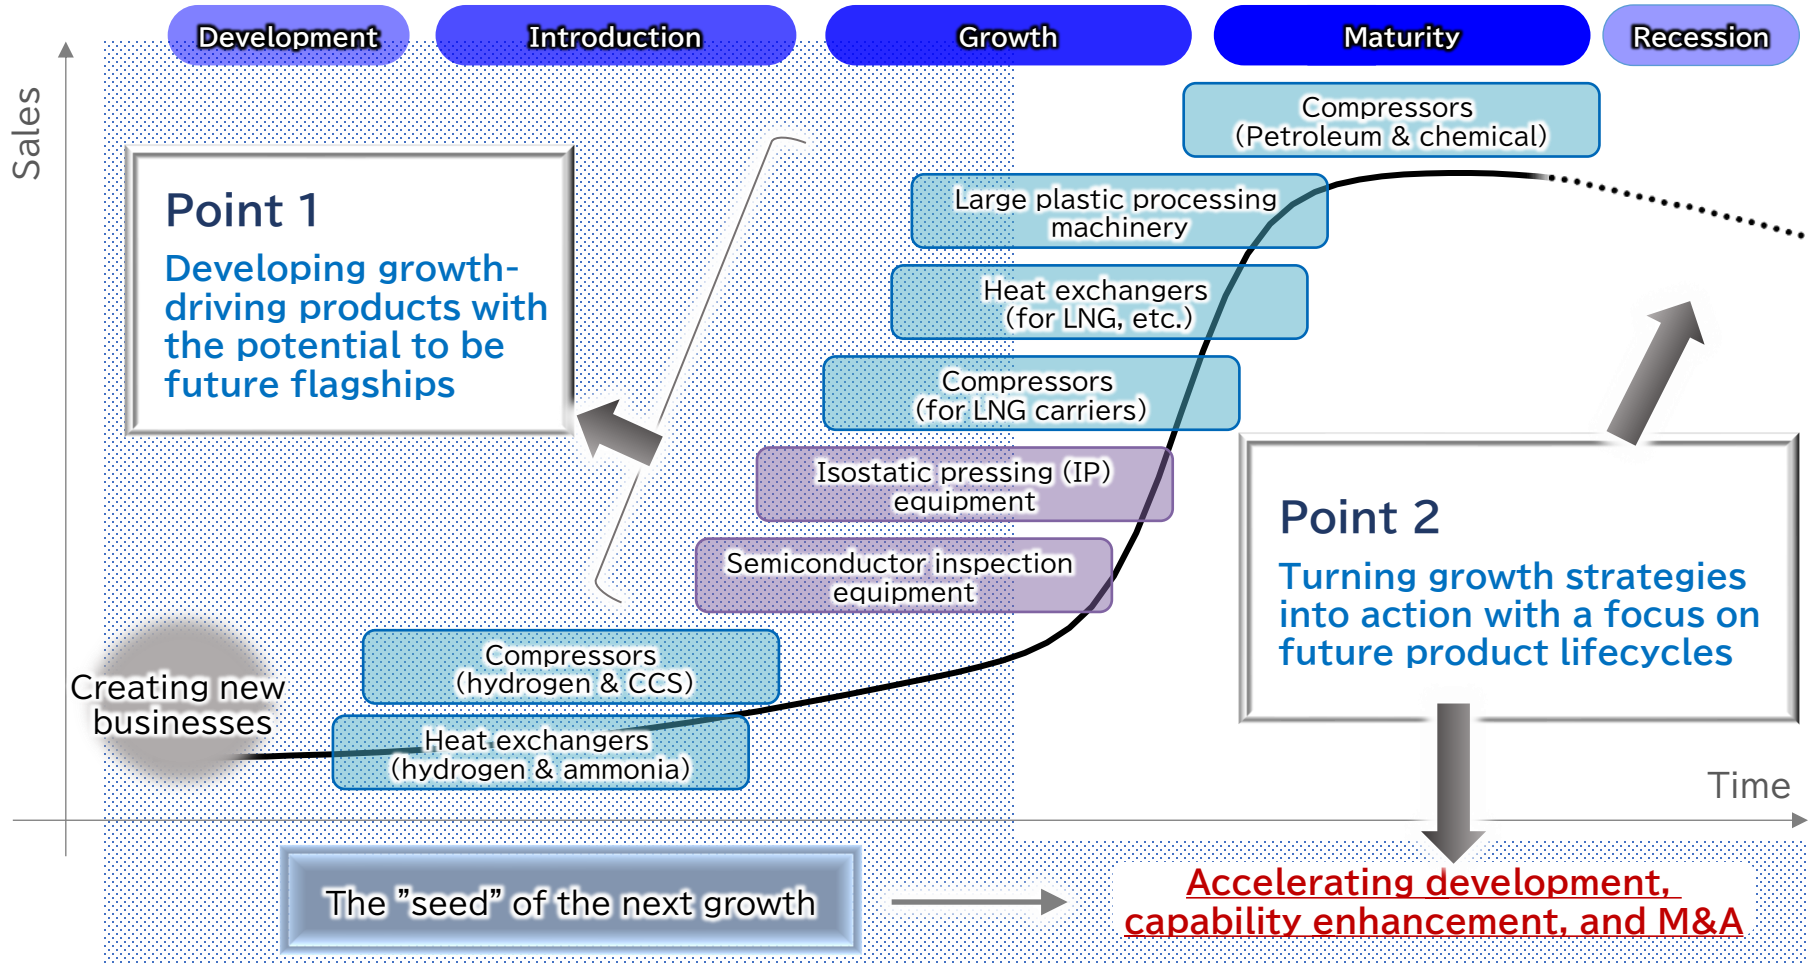 Development
Introduction
Growth
Maturity
Recession
Sales
Compressors
(Petroleum & chemical)
Point 1
Developing growth-
driving products with
the potential to be
future flagships
Large plastic processing
machinery
Heat exchangers
(for LNG, etc.)
Compressors
(for LNG carriers)
Isostatic pressing (IP)
equipment
Semiconductor inspection
equipment
Point 2
Turning growth strategies
into action with a focus on
future product lifecycles
Creating new
businesses
Compressors
(hydrogen & CCS)
Heat exchangers
(hydrogen & ammonia)
Time
The ”seed” of the next growth
Accelerating development,
capability enhancement, and M&A